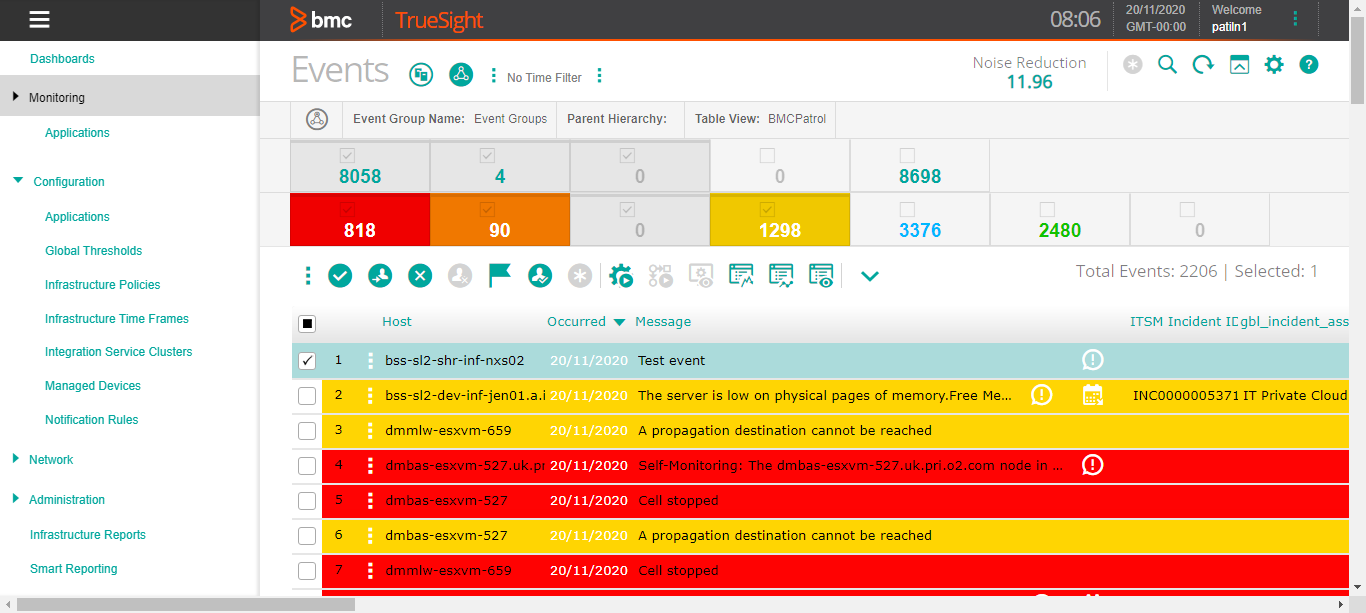 bmc TrueSight 08:06 20/11/2020 GMT-00:00 Welcome patiln1
Dashboards
Monitoring
Applications
Configuration
Applications
Global Thresholds
Infrastructure Policies
Infrastructure Time Frames
Integration Service Clusters
Managed Devices
Notification Rules
Network
Administration
Infrastructure Reports
Smart Reporting
Events No Time Filter Noise Reduction 11.96
Event Group Name: Event Groups Parent Hierarchy: Table View: BMCPatrol
8058 4 0 0 8698
818 90 0 1298 3376 2480 0
Total Events: 2206 | Selected: 1
Host Occurred Message ITSM Incident ID gbl_incident_ass
1 bss-sl2-shr-inf-nxs02 20/11/2020 Test event
2 bss-sl2-dev-inf-jen01.a.i 20/11/2020 The server is low on physical pages of memory.Free Me... INC0000005371 IT Private Cloud
3 dmmlw-esxvm-659 20/11/2020 A propagation destination cannot be reached
4 dmbas-esxvm-527.uk.pr 20/11/2020 Self-Monitoring: The dmbas-esxvm-527.uk.pri.o2.com node in ...
5 dmbas-esxvm-527 20/11/2020 Cell stopped
6 dmbas-esxvm-527 20/11/2020 A propagation destination cannot be reached
7 dmmlw-esxvm-659 20/11/2020 Cell stopped